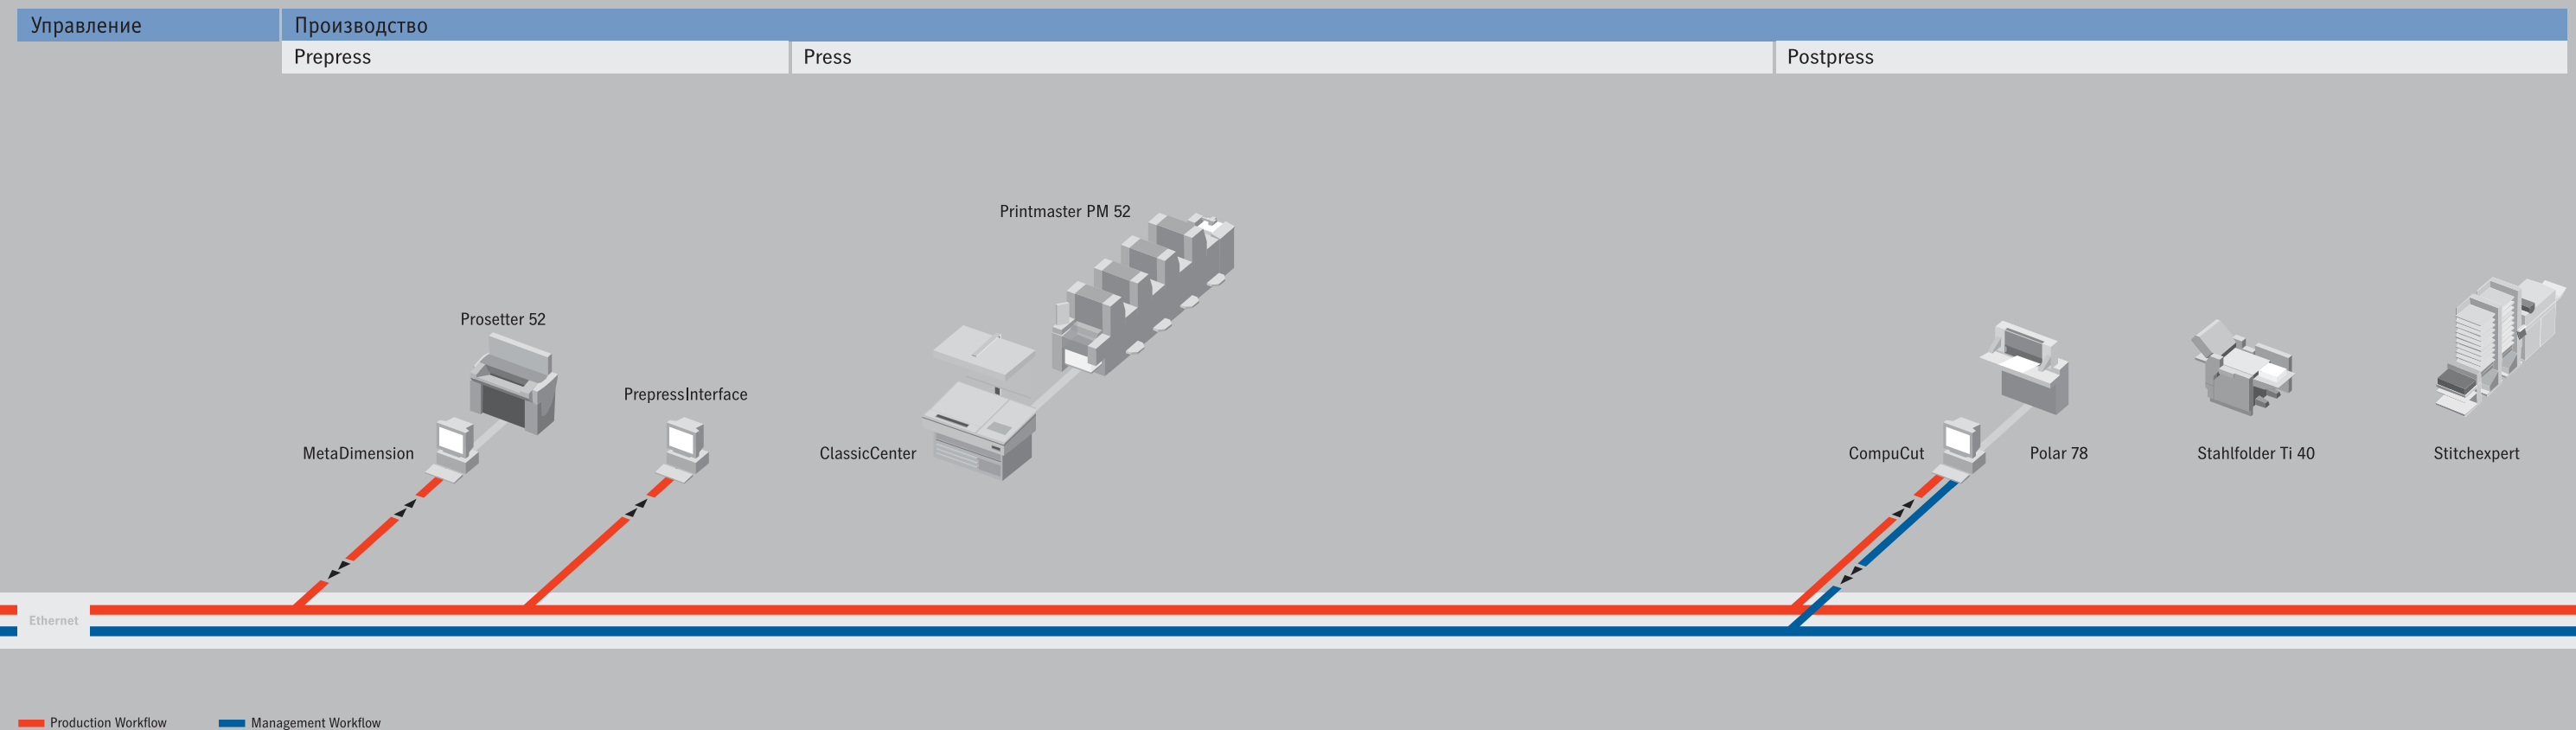 Управление
Производство
Prepress
Press
Postpress
Printmaster PM 52
Prosetter 52
PrepressInterface
MetaDimension
ClassicCenter
CompuCut
Polar 78
Stahlfolder Ti 40
Stitchexpert
Ethernet
Production Workflow
Management Workflow